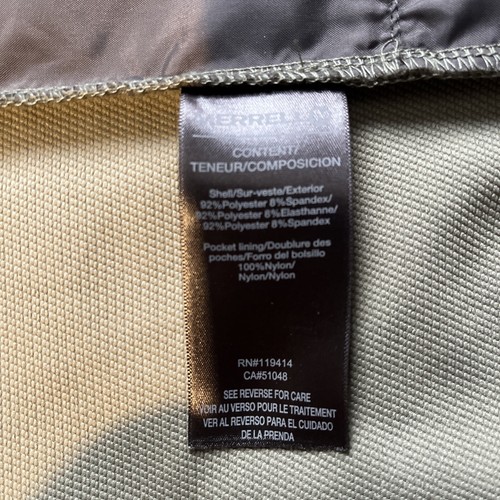 MERRELL
CONTENT/
TENEUR/COMPOSICION
Shell/Sur-veste/Exterior
92%Polyester 8%Spandex/
92%Polyester 8%Elasthanne/
92%Polyester 8%Spandex
Pocket lining/Doublure des
poches/Forro del bolsillo
100%Nylon/
Nylon/Nylon
RN#119414
CA#51048
SEE REVERSE FOR CARE
VOIR AU VERSO POUR LE TRAITEMENT
VER AL REVERSO PARA EL CUIDADO
DE LA PRENDA